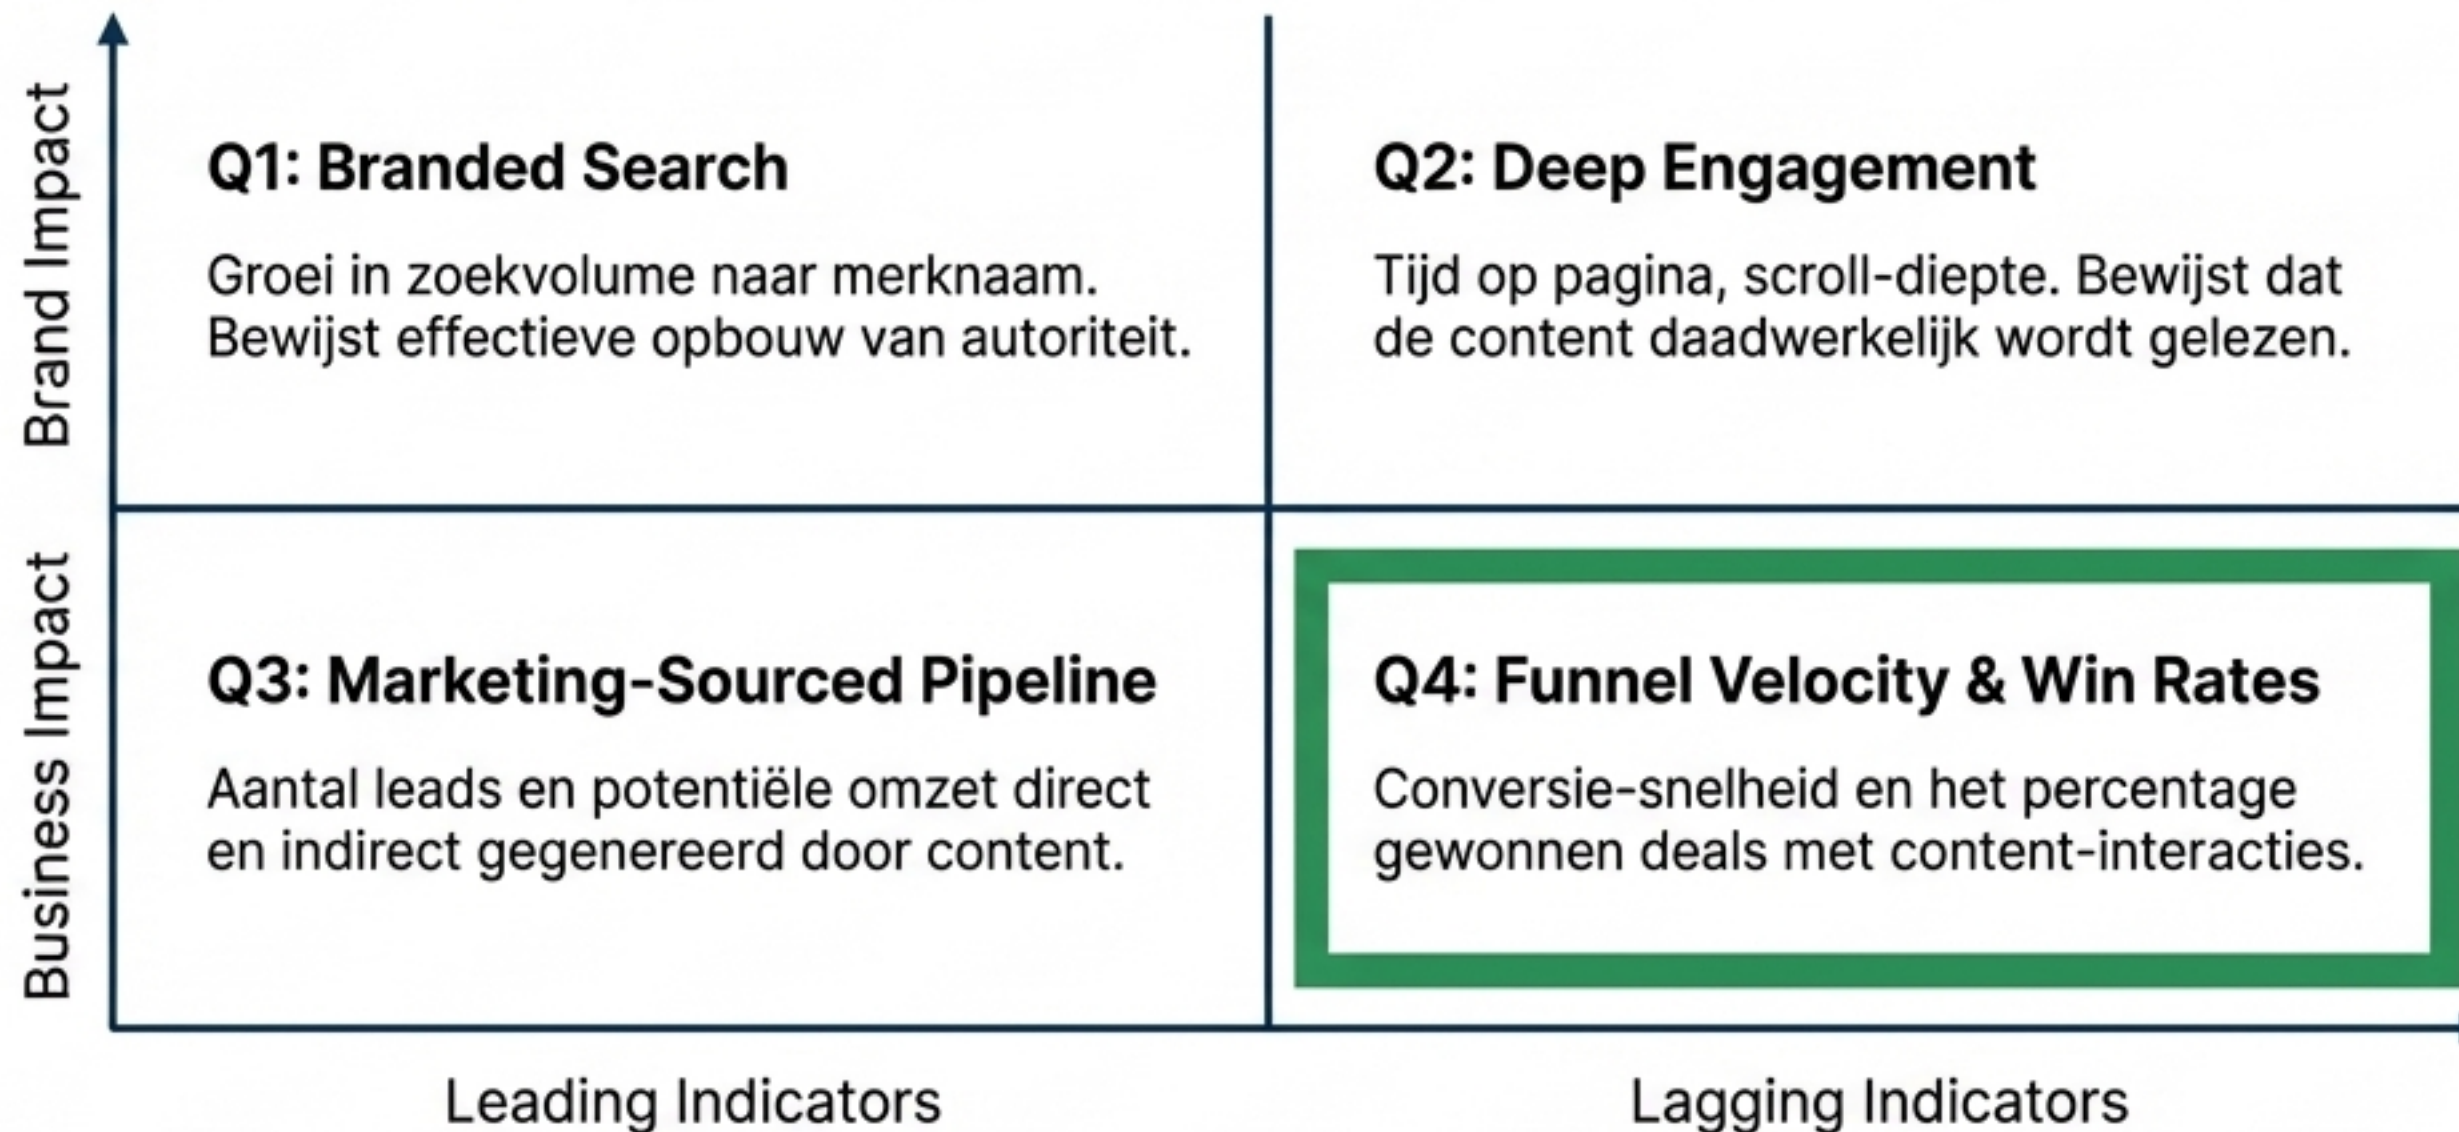 Brand Impact
Q1: Branded Search
Groei in zoekvolume naar merknaam.
Bewijst effectieve opbouw van autoriteit.
Q2: Deep Engagement
Tijd op pagina, scroll-diepte. Bewijst dat
de content daadwerkelijk wordt gelezen.
Business Impact
Q3: Marketing-Sourced Pipeline
Aantal leads en potentiële omzet direct
en indirect gegenereerd door content.
Q4: Funnel Velocity & Win Rates
Conversie-snelheid en het percentage
gewonnen deals met content-interacties.
Leading Indicators
Lagging Indicators